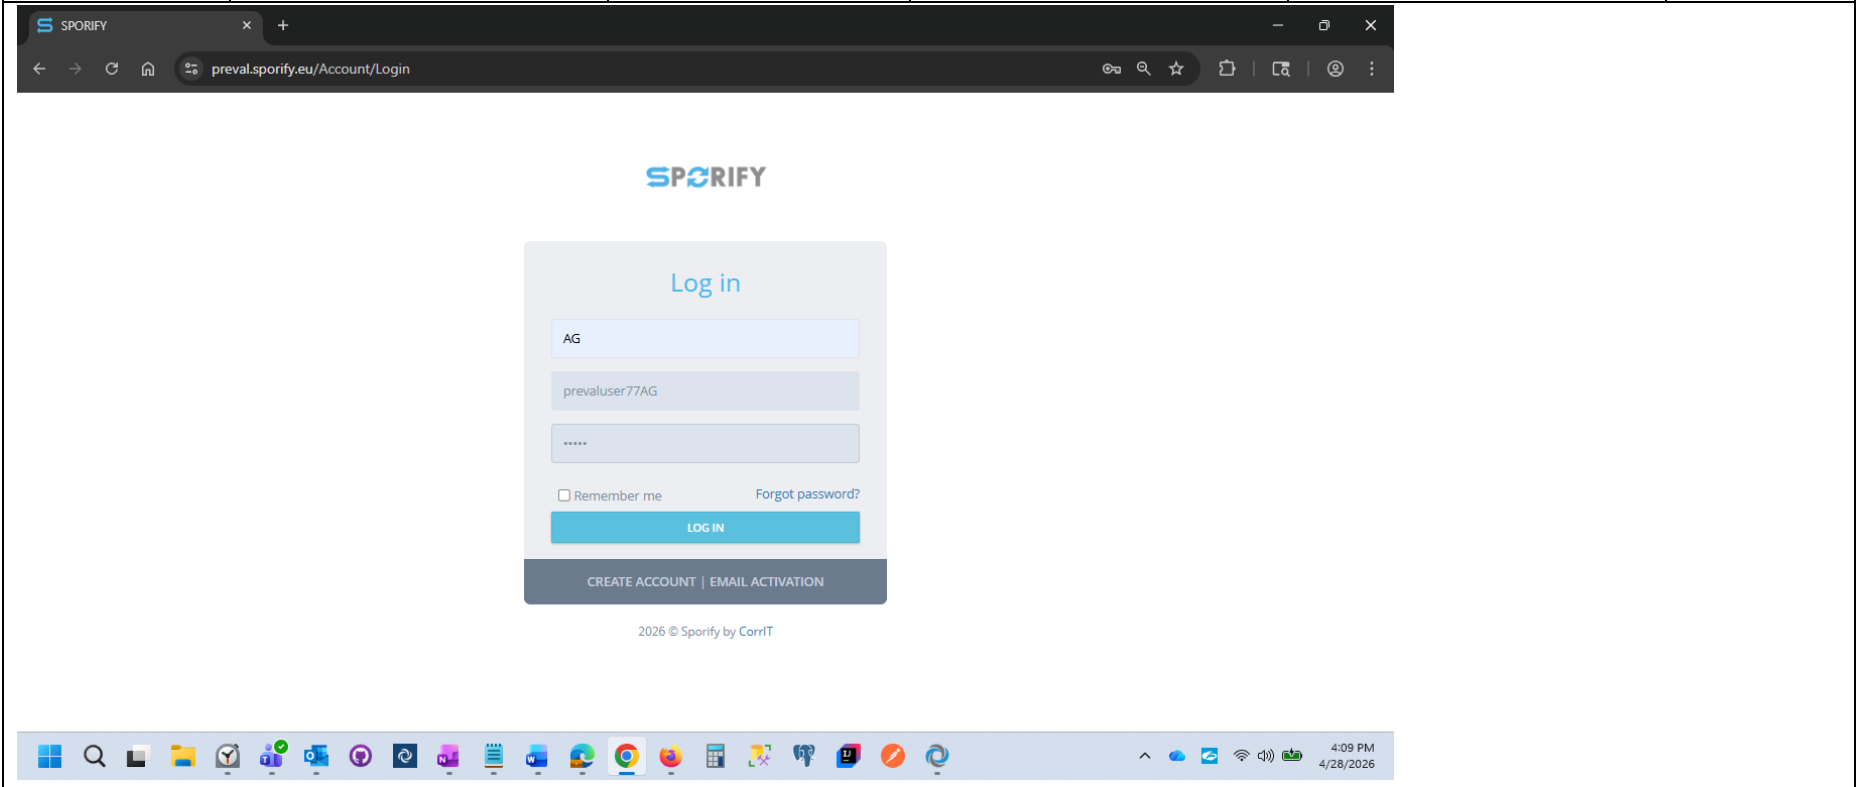 SPORIFY
preval.sporify.eu/Account/Login
SPORIFY
Log in
AG
prevaluser77AG
•••••
Remember me
Forgot password?
LOG IN
CREATE ACCOUNT | EMAIL ACTIVATION
2026 © Sporify by CorrIT
4:09 PM
4/28/2026